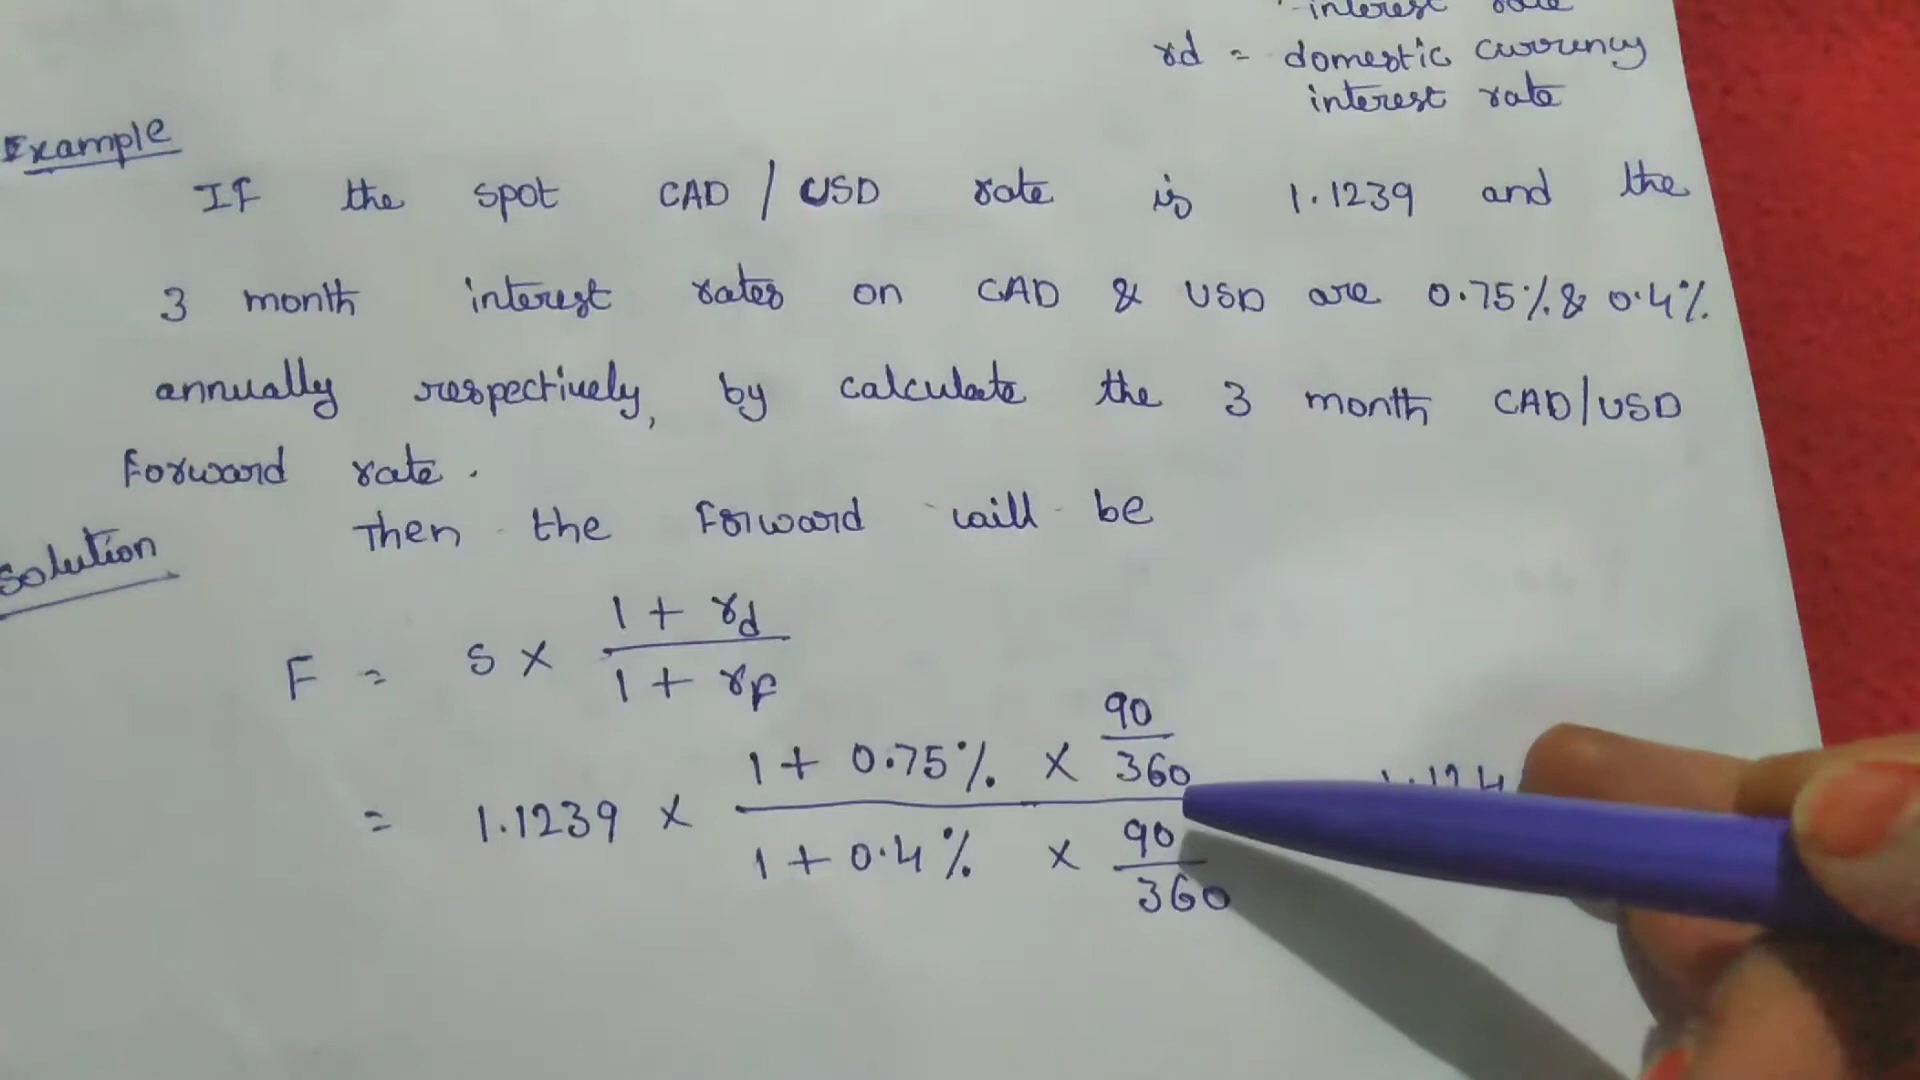 interest rate
rd = domestic currency
interest rate
Example
IF the spot CAD / USD rate is 1.1239 and the
3 month interest rates on CAD & USD are 0.75% & 0.4%
annually respectively, by calculate the 3 month CAD/USD
Forward rate.
Solution
Then the Forward will be
F = S × 1 + rd / 1 + rF
= 1.1239 × 1 + 0.75% × 90/360 / 1 + 0.4% × 90/360